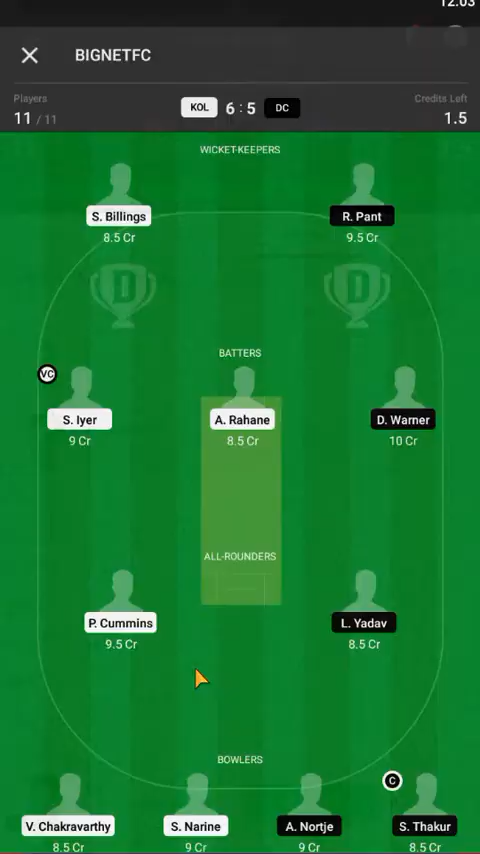 12:03
BIGNETFC
Players
11 / 11
KOL 6 : 5 DC
Credits Left
1.5
WICKET-KEEPERS
S. Billings
8.5 Cr
R. Pant
9.5 Cr
D
D
BATTERS
VC
S. Iyer
9 Cr
A. Rahane
8.5 Cr
D. Warner
10 Cr
ALL-ROUNDERS
P. Cummins
9.5 Cr
L. Yadav
8.5 Cr
BOWLERS
C
V. Chakravarthy
8.5 Cr
S. Narine
9 Cr
A. Nortje
9 Cr
S. Thakur
8.5 Cr